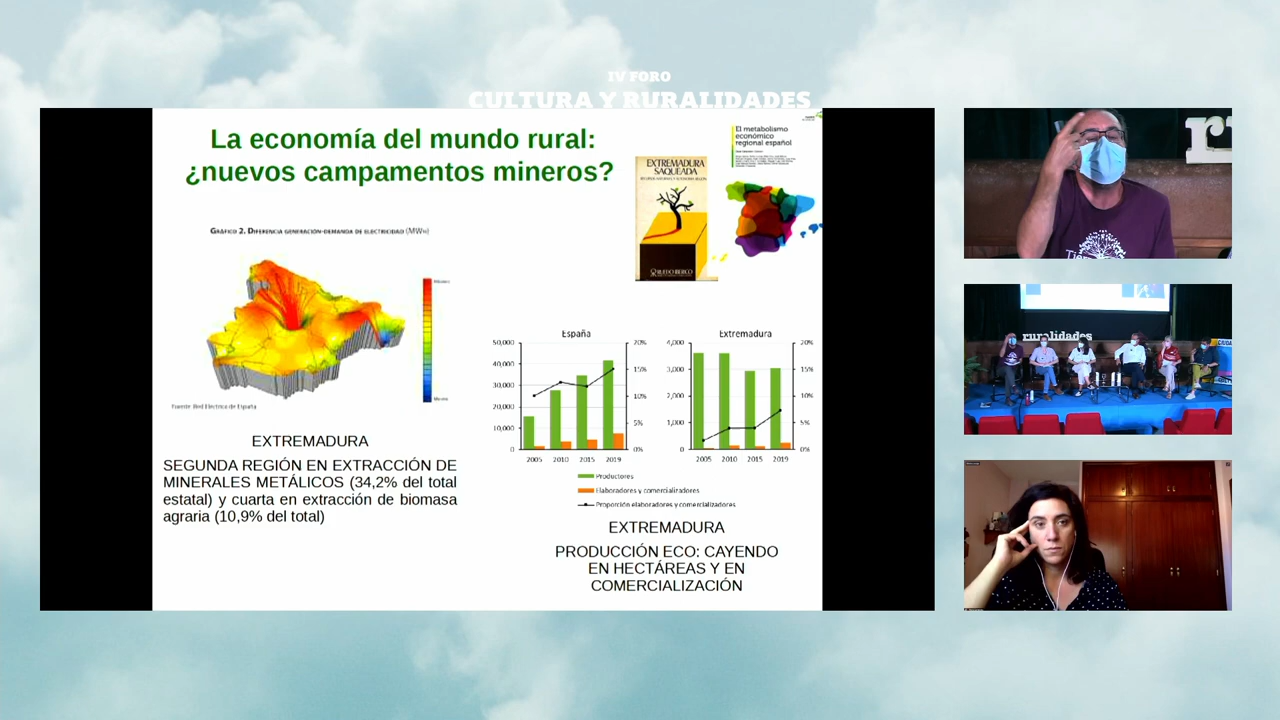 IV FORO
CULTURA Y RURALIDADES
La economía del mundo rural:
¿nuevos campamentos mineros?
EXTREMADURA
SAQUEADA
RUEDO IBÉRICO
El metabolismo
económico
regional español
GRÁFICO 2. DIFERENCIA GENERACIÓN-DEMANDA DE ELECTRICIDAD (MWH)
Máximo
Mínimo
Fuente: Red Eléctrica de España
EXTREMADURA
SEGUNDA REGIÓN EN EXTRACCIÓN DE
MINERALES METÁLICOS (34,2% del total
estatal) y cuarta en extracción de biomasa
agraria (10,9% del total)
España
50,000
40,000
30,000
20,000
10,000
0
20%
15%
10%
5%
0%
2005 2010 2015 2019
Extremadura
4,000
3,000
2,000
1,000
0
20%
15%
10%
5%
0%
2005 2010 2015 2019
Productores
Elaboradores y comercializadores
Proporción elaboradores y comercializadores
EXTREMADURA
PRODUCCIÓN ECO: CAYENDO
EN HECTÁREAS Y EN
COMERCIALIZACIÓN
ruralidades